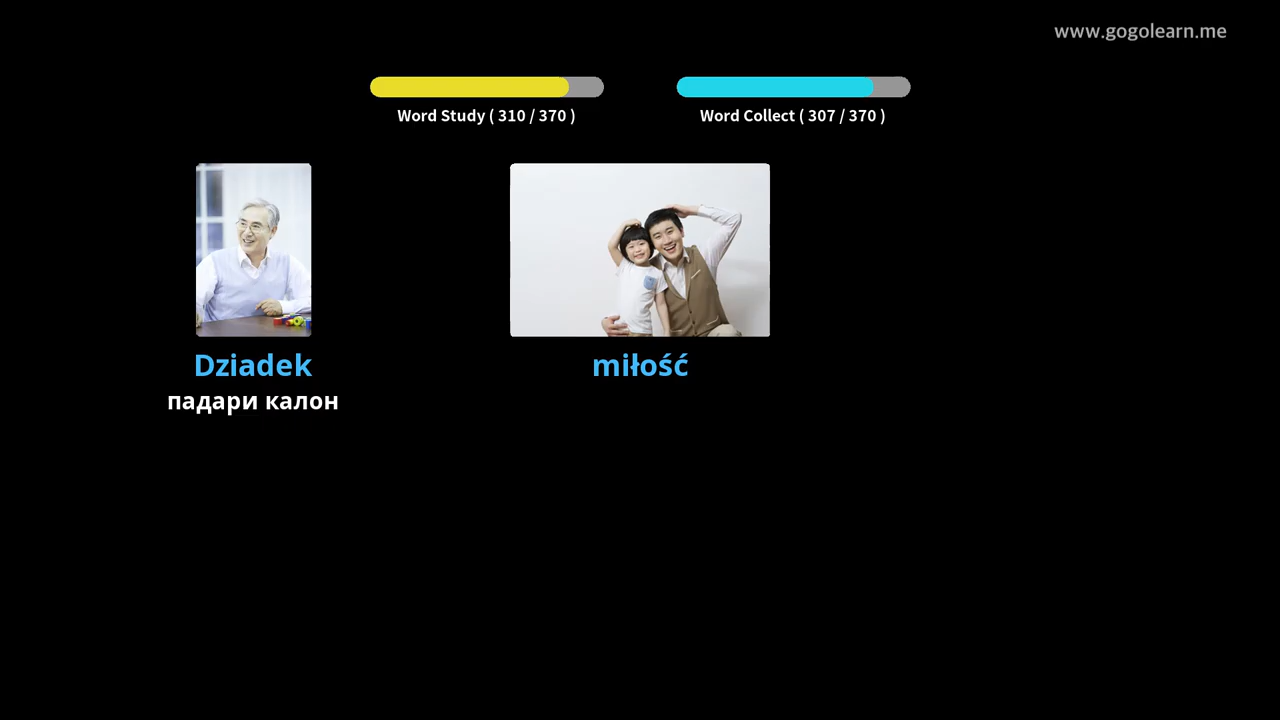 www.gogolearn.me
Word Study ( 310 / 370 )
Word Collect ( 307 / 370 )
Dziadek
падари калон
miłość